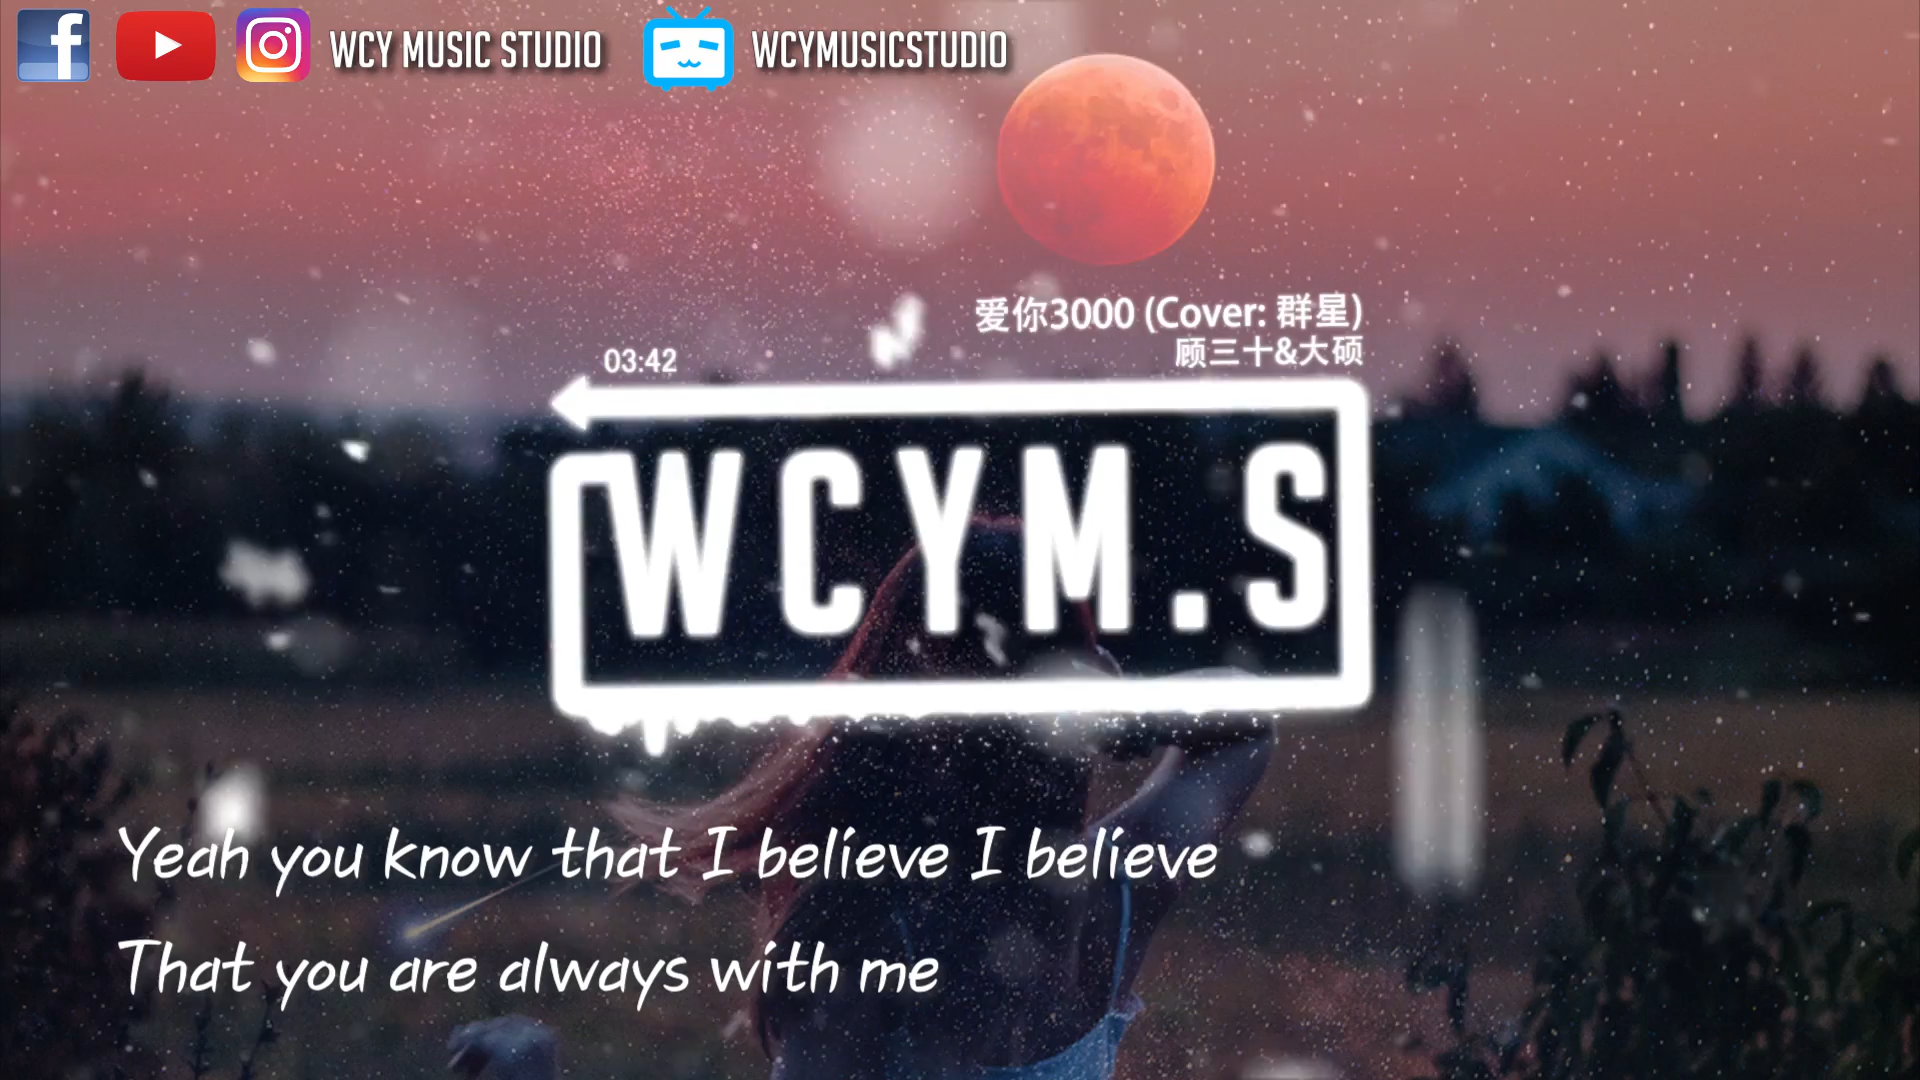 WCY MUSIC STUDIO
WCYMUSICSTUDIO
爱你3000 (Cover: 群星)
顾三十&大硕
03:42
WCYM.S
Yeah you know that I believe I believe
That you are always with me